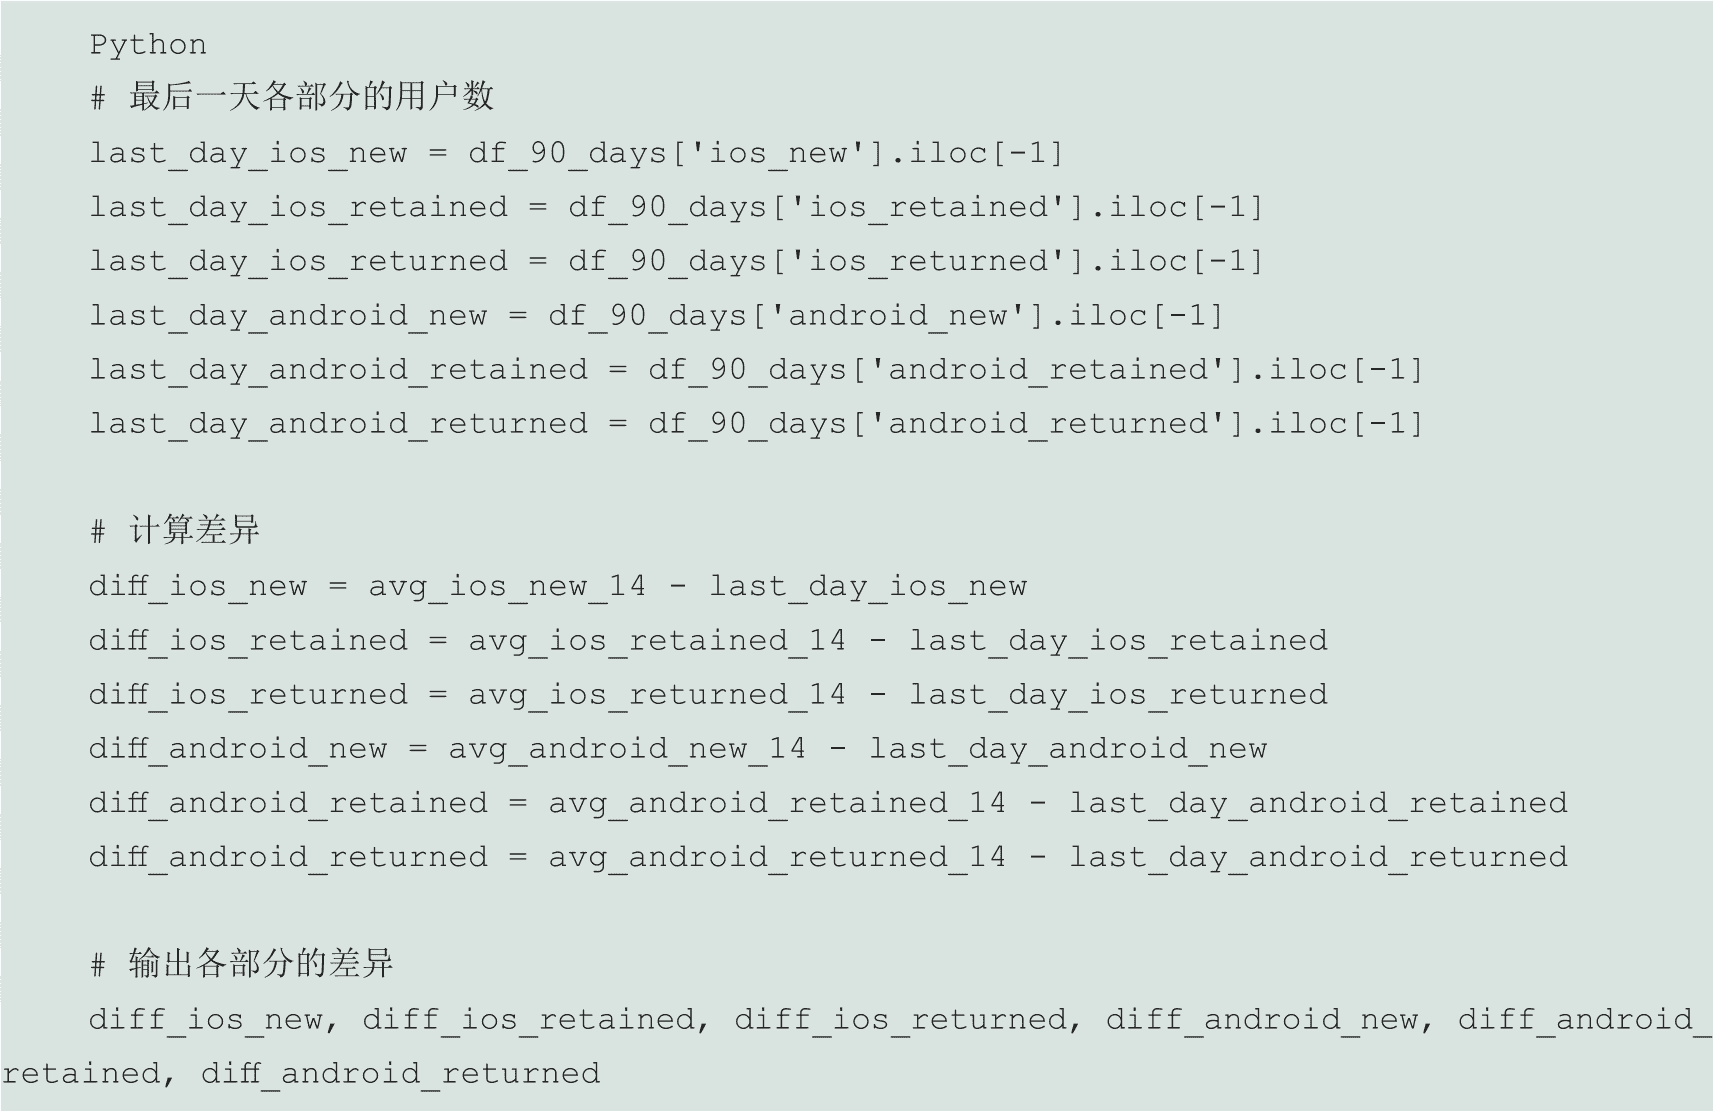 Python
# 最后一天各部分的用户数
last_day_ios_new = df_90_days['ios_new'].iloc[-1]
last_day_ios_retained = df_90_days['ios_retained'].iloc[-1]
last_day_ios_returned = df_90_days['ios_returned'].iloc[-1]
last_day_android_new = df_90_days['android_new'].iloc[-1]
last_day_android_retained = df_90_days['android_retained'].iloc[-1]
last_day_android_returned = df_90_days['android_returned'].iloc[-1]
# 计算差异
diff_ios_new = avg_ios_new_14 - last_day_ios_new
diff_ios_retained = avg_ios_retained_14 - last_day_ios_retained
diff_ios_returned = avg_ios_returned_14 - last_day_ios_returned
diff_android_new = avg_android_new_14 - last_day_android_new
diff_android_retained = avg_android_retained_14 - last_day_android_retained
diff_android_returned = avg_android_returned_14 - last_day_android_returned
# 输出各部分的差异
diff_ios_new, diff_ios_retained, diff_ios_returned, diff_android_new, diff_android_
retained, diff_android_returned